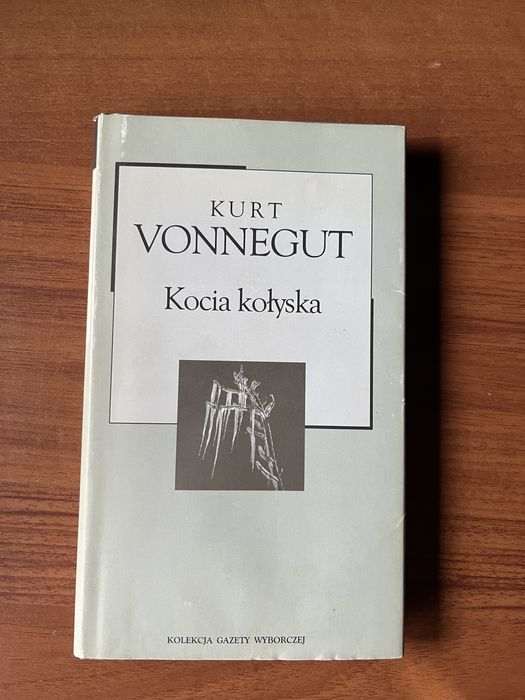 KURT
VONNEGUT
Kocia kołyska
KOLEKCJA GAZETY WYBORCZEJ